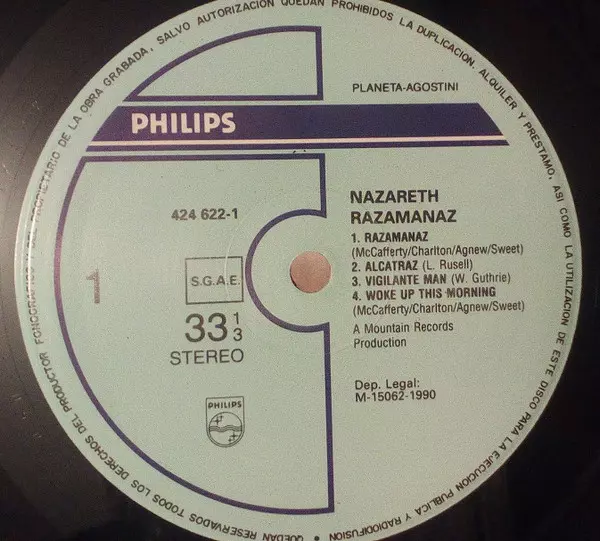 QUEDAN RESERVADOS TODOS LOS DERECHOS DEL PRODUCTOR FONOGRAFICO Y DEL PROPIETARIO DE LA OBRA GRABADA, SALVO AUTORIZACION QUEDAN PROHIBIDOS LA DUPLICACION, ALQUILER Y PRESTAMO, ASI COMO LA UTILIZACION DE ESTE DISCO PARA LA EJECUCION PUBLICA Y RADIODIFUSION •
PLANETA-AGOSTINI
PHILIPS
424 622-1
1
S.G.A.E.
33 1/3
STEREO
PHILIPS
NAZARETH
RAZAMANAZ
1. RAZAMANAZ
(McCafferty/Charlton/Agnew/Sweet)
2. ALCATRAZ (L. Rusell)
3. VIGILANTE MAN (W. Guthrie)
4. WOKE UP THIS MORNING
(McCafferty/Charlton/Agnew/Sweet)
A Mountain Records
Production
Dep. Legal:
M-15062-1990